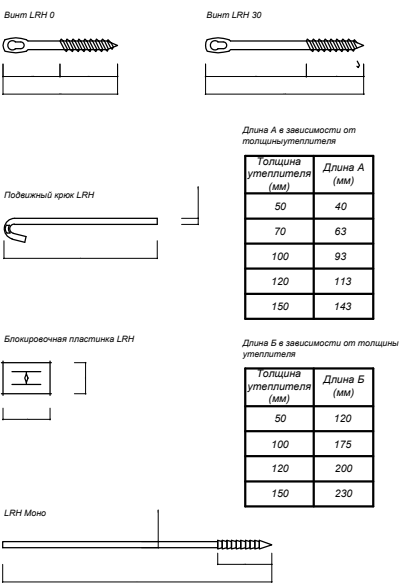 Винт LRH 0
Винт LRH 30
Длина А в зависимости от
толщиныутеплителя
Толщина
утеплителя
(мм)
Длина А
(мм)
50 40
70 63
100 93
120 113
150 143
Подвижный крюк LRH
Блокировочная пластинка LRH
Длина Б в зависимости от толщины
утеплителя
Толщина
утеплителя
(мм)
Длина Б
(мм)
50 120
100 175
120 200
150 230
LRH Моно